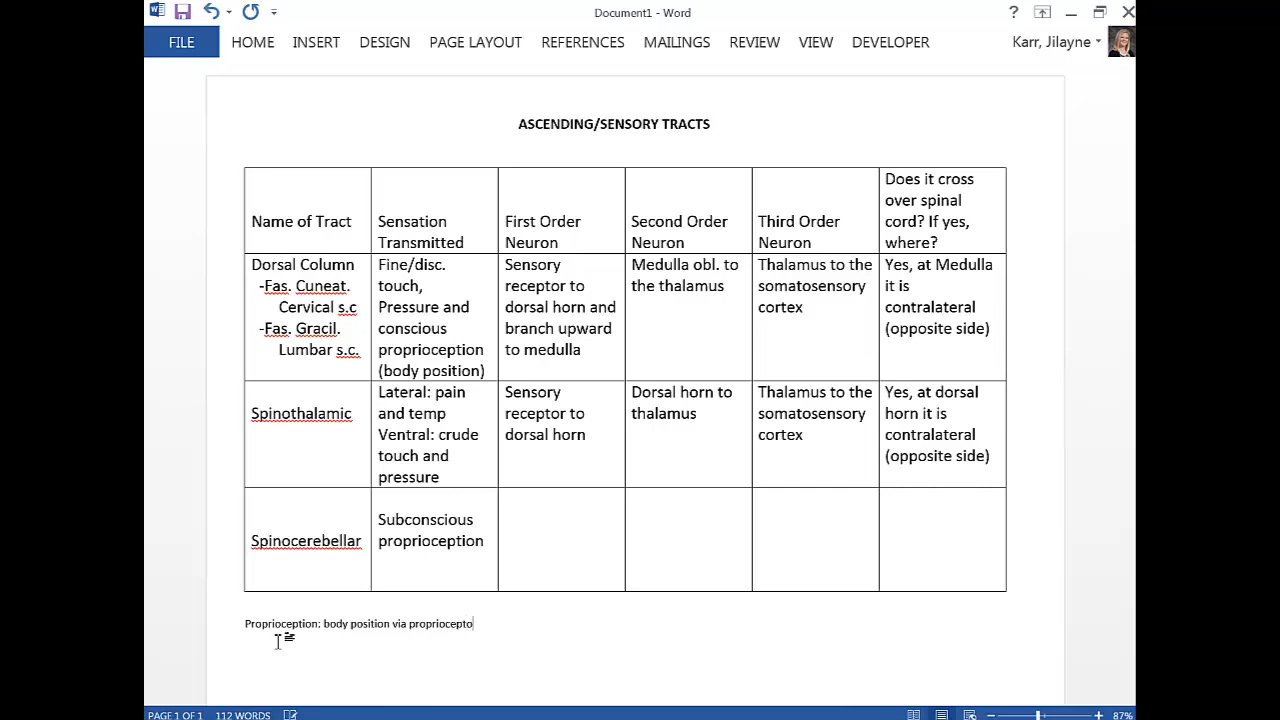 Document1 - Word
?
FILE HOME INSERT DESIGN PAGE LAYOUT REFERENCES MAILINGS REVIEW VIEW DEVELOPER Karr, Jilayne
ASCENDING/SENSORY TRACTS
Name of Tract
Sensation
Transmitted
First Order
Neuron
Second Order
Neuron
Third Order
Neuron
Does it cross
over spinal
cord? If yes,
where?
Dorsal Column
-Fas. Cuneat.
Cervical s.c
-Fas. Gracil.
Lumbar s.c.
Fine/disc.
touch,
Pressure and
conscious
proprioception
(body position)
Sensory
receptor to
dorsal horn and
branch upward
to medulla
Medulla obl. to
the thalamus
Thalamus to the
somatosensory
cortex
Yes, at Medulla
it is
contralateral
(opposite side)
Spinothalamic
Lateral: pain
and temp
Ventral: crude
touch and
pressure
Sensory
receptor to
dorsal horn
Dorsal horn to
thalamus
Thalamus to the
somatosensory
cortex
Yes, at dorsal
horn it is
contralateral
(opposite side)
Spinocerebellar
Subconscious
proprioception
Proprioception: body position via propriocepto
PAGE 1 OF 1 112 WORDS 87%